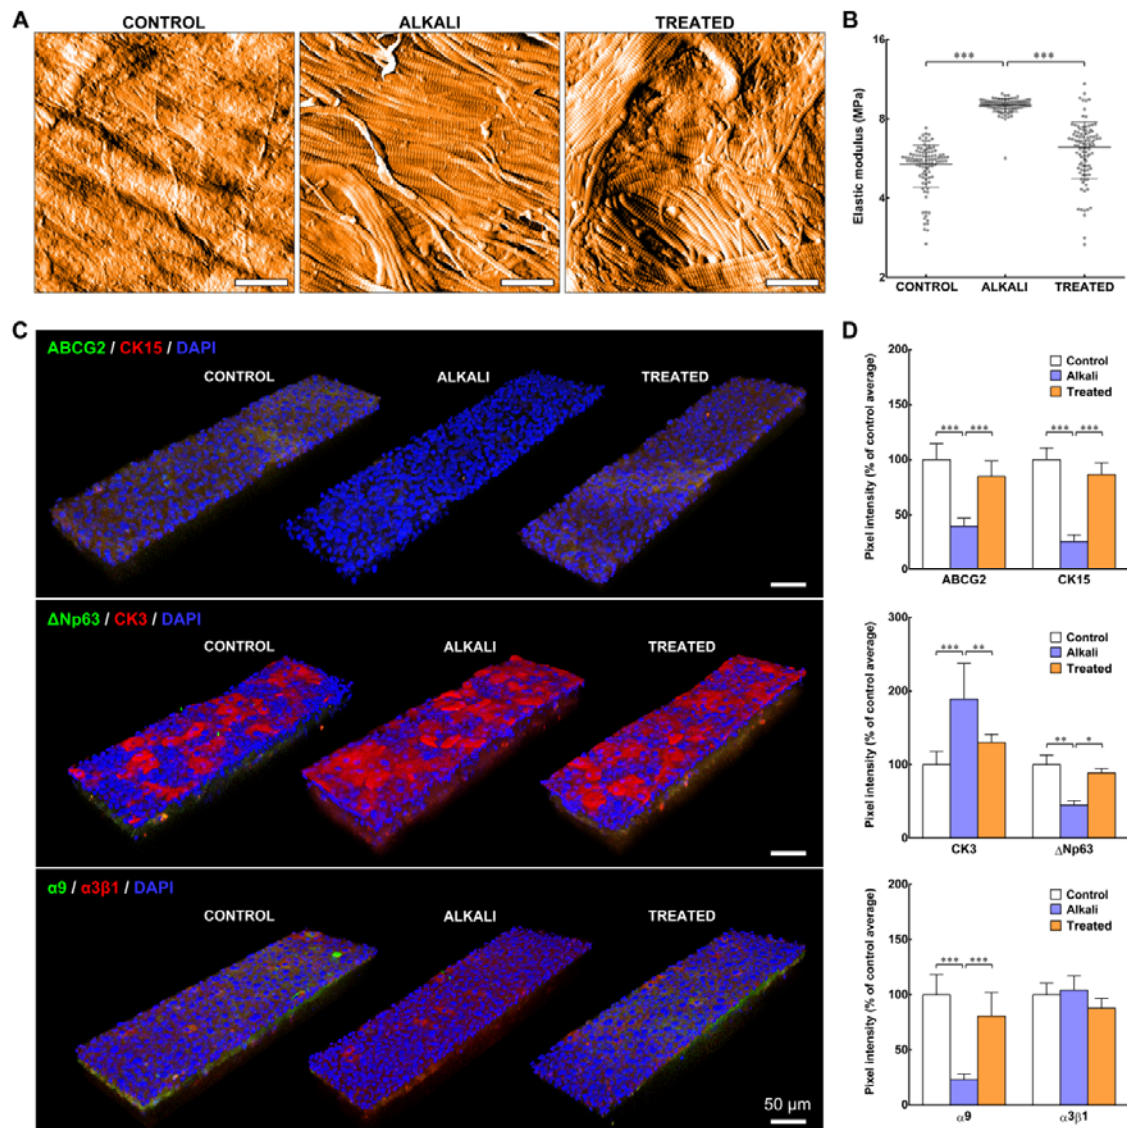 A
CONTROL
ALKALI
TREATED
B
Elastic modulus (MPa)
16
8
4
2
***
***
CONTROL
ALKALI
TREATED
C
ABCG2 / CK15 / DAPI
CONTROL
ALKALI
TREATED
ΔNp63 / CK3 / DAPI
CONTROL
ALKALI
TREATED
α9 / α3β1 / DAPI
CONTROL
ALKALI
TREATED
50 µm
D
Pixel intensity (% of control average)
200
150
100
50
0
Control
Alkali
Treated
*** ***
*** ***
ABCG2
CK15
Pixel intensity (% of control average)
300
200
100
0
Control
Alkali
Treated
*** **
** *
CK3
ΔNp63
Pixel intensity (% of control average)
200
150
100
50
0
Control
Alkali
Treated
*** ***
α9
α3β1